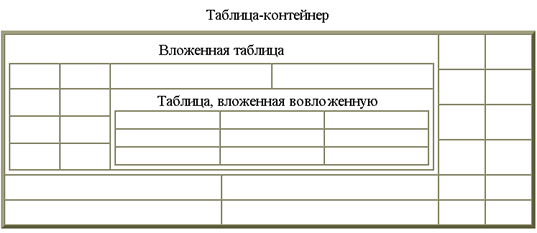 Таблица-контейнер
Вложенная таблица
Таблица, вложенная вовложенную